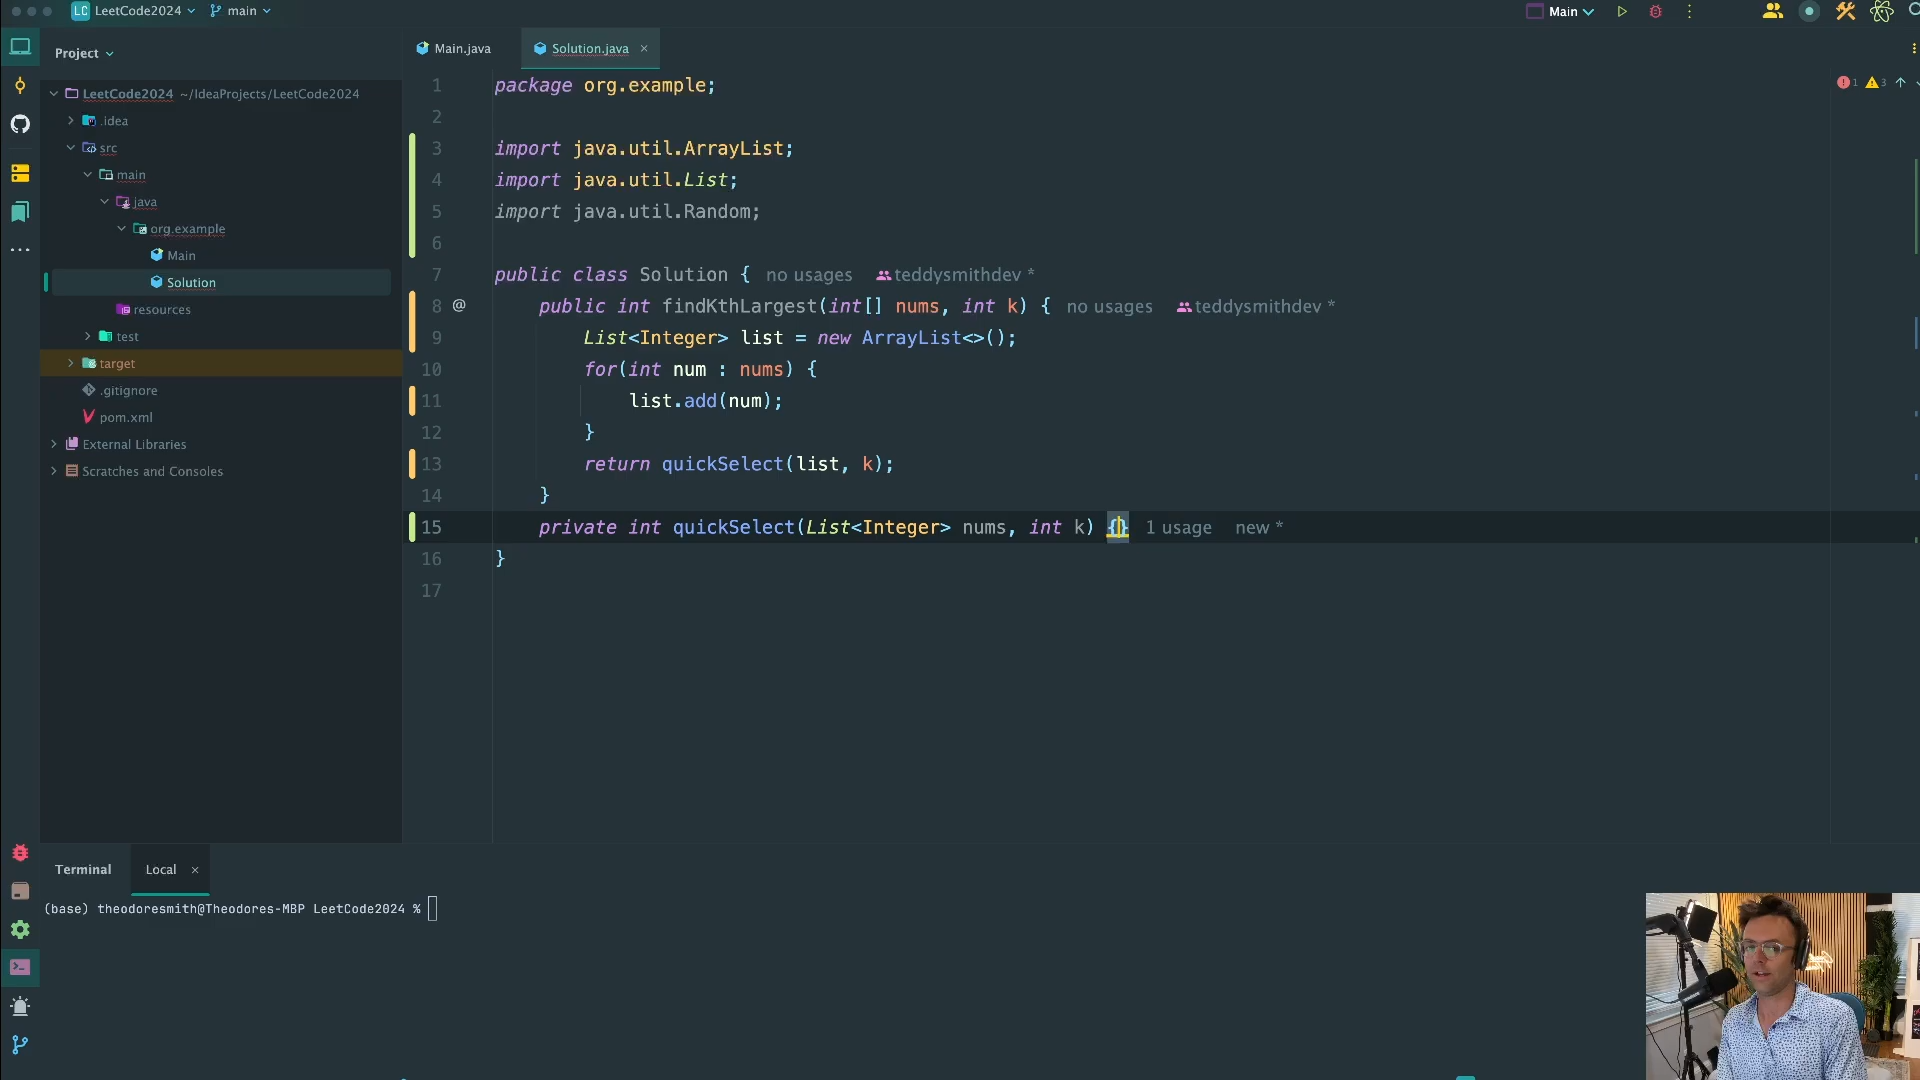 LC LeetCode2024 main
Main
Project
Main.java
Solution.java
LeetCode2024 ~/IdeaProjects/LeetCode2024
.idea
src
main
java
org.example
Main
Solution
resources
test
target
.gitignore
pom.xml
External Libraries
Scratches and Consoles
1 3
1 package org.example;
2
3 import java.util.ArrayList;
4 import java.util.List;
5 import java.util.Random;
6
7 public class Solution { no usages teddysmithdev *
8 @ public int findKthLargest(int[] nums, int k) { no usages teddysmithdev *
9 List<Integer> list = new ArrayList<>();
10 for(int num : nums) {
11 list.add(num);
12 }
13 return quickSelect(list, k);
14 }
15 private int quickSelect(List<Integer> nums, int k) {} 1 usage new *
16 }
17
Terminal Local
(base) theodoresmith@Theodores-MBP LeetCode2024 %